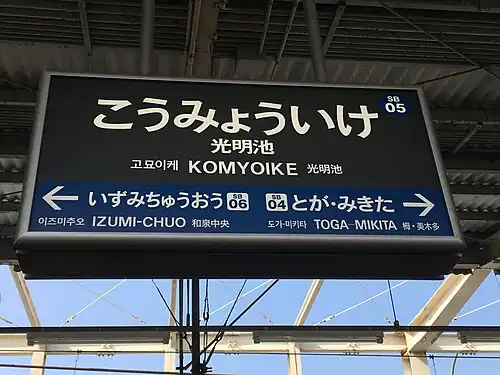 こうみょういけ SB 05
光明池
고묘이케 KOMYOIKE 光明池
← いずみちゅうおう SB 06 SB 04 とが・みきた →
이즈미추오 IZUMI-CHUO 和泉中央 도가·미키타 TOGA-MIKITA 栂・美木多